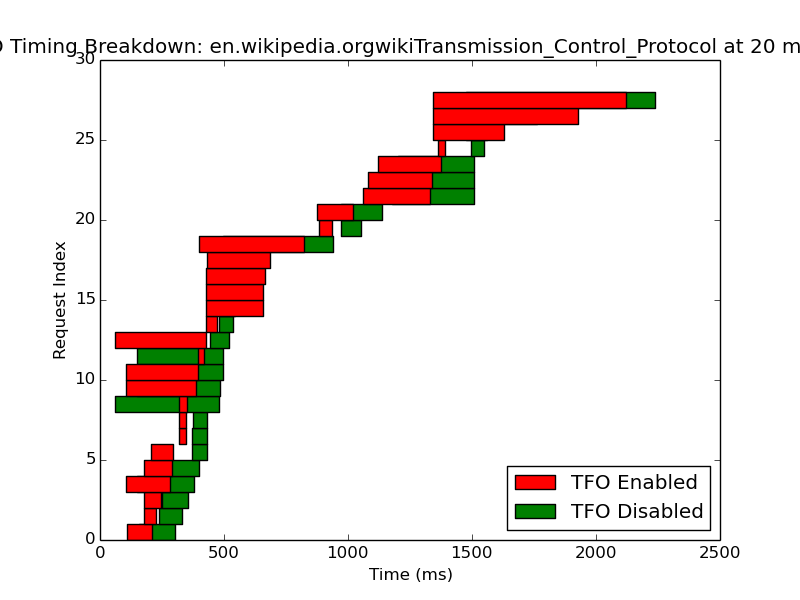 Timing Breakdown: en.wikipedia.orgwikiTransmission_Control_Protocol at 20 m
30
25
20
15
10
5
0
Request Index
TFO Enabled
TFO Disabled
0 500 1000 1500 2000 2500
Time (ms)